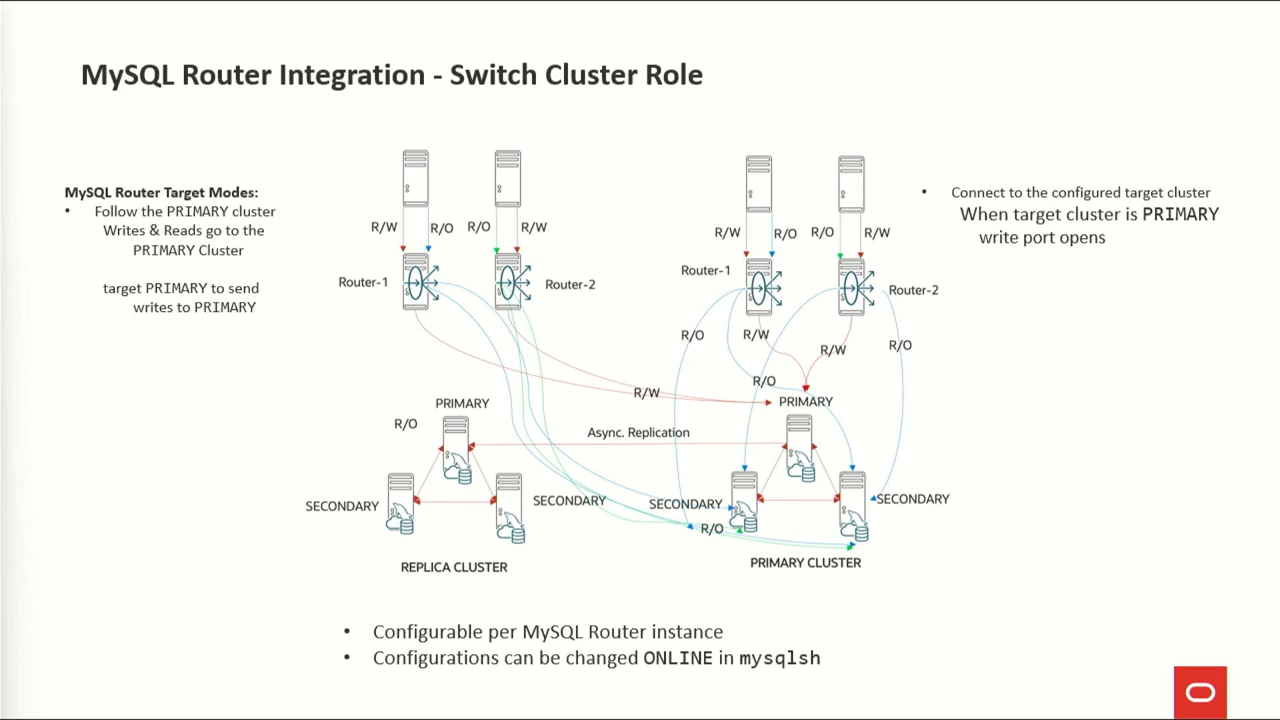 MySQL Router Integration - Switch Cluster Role
MySQL Router Target Modes:
• Follow the PRIMARY cluster
Writes & Reads go to the
PRIMARY Cluster
target PRIMARY to send
writes to PRIMARY
• Connect to the configured target cluster
When target cluster is PRIMARY
write port opens
R/W
R/O
R/O
R/W
Router-1
Router-2
R/W
R/O
R/O
R/W
Router-1
Router-2
R/O
R/W
R/W
R/O
R/O
R/W
PRIMARY
R/O
Async. Replication
SECONDARY
SECONDARY
REPLICA CLUSTER
PRIMARY
SECONDARY
SECONDARY
R/O
PRIMARY CLUSTER
• Configurable per MySQL Router instance
• Configurations can be changed ONLINE in mysqlsh